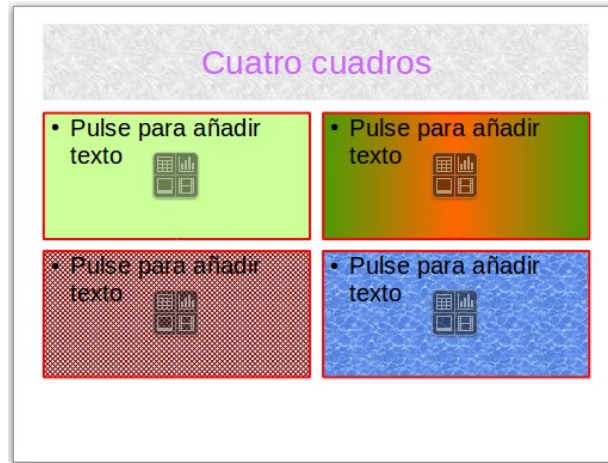 Cuatro cuadros
• Pulse para añadir
texto
• Pulse para añadir
texto
• Pulse para añadir
texto
• Pulse para añadir
texto